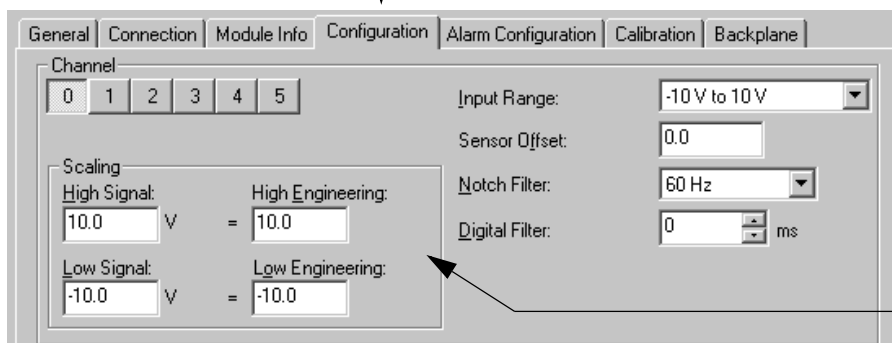 General Connection Module Info Configuration Alarm Configuration Calibration Backplane
Channel
0 1 2 3 4 5
Input Range: -10 V to 10 V
Sensor Offset: 0.0
Scaling
High Signal: High Engineering:
10.0 V = 10.0
Low Signal: Low Engineering:
-10.0 V = -10.0
Notch Filter: 60 Hz
Digital Filter: 0 ms